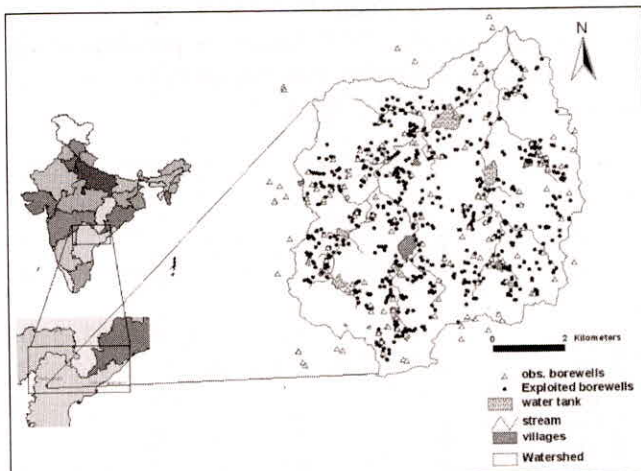 N
0 2 Kilometers
obs. borewells
Exploited borewells
water tank
stream
villages
Watershed